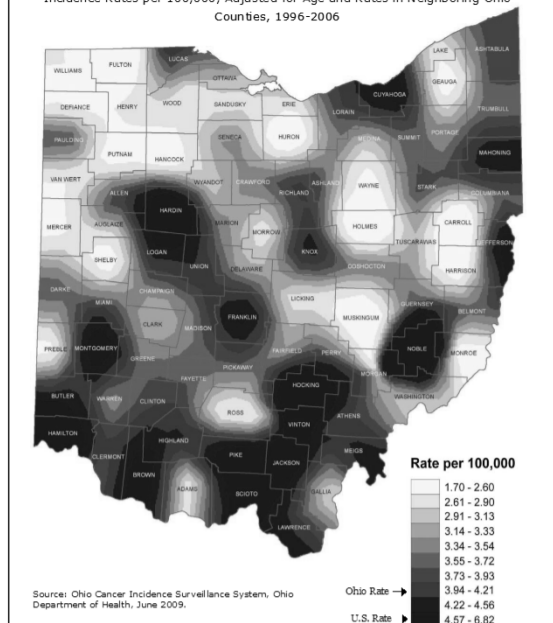 Incidence Rates per 100,000, Adjusted for Age and Rates in Neighboring Ohio
Counties, 1996-2006
WILLIAMS
FULTON
LUCAS
OTTAWA
LAKE
ASHTABULA
GEAUGA
CUYAHOGA
DEFIANCE
HENRY
WOOD
SANDUSKY
ERIE
LORAIN
TRUMBULL
PAULDING
SENECA
HURON
MEDINA
SUMMIT
PORTAGE
PUTNAM
HANCOCK
MAHONING
VAN WERT
ALLEN
WYANDOT
CRAWFORD
RICHLAND
ASHLAND
WAYNE
STARK
COLUMBIANA
HARDIN
MERCER
AUGLAIZE
MARION
MORROW
HOLMES
CARROLL
TUSCARAWAS
JEFFERSON
LOGAN
SHELBY
UNION
DELAWARE
KNOX
COSHOCTON
HARRISON
DARKE
MIAMI
CHAMPAIGN
LICKING
GUERNSEY
BELMONT
CLARK
MADISON
FRANKLIN
MUSKINGUM
PREBLE
MONTGOMERY
GREENE
FAIRFIELD
PERRY
NOBLE
MONROE
PICKAWAY
MORGAN
FAYETTE
HOCKING
BUTLER
WARREN
CLINTON
ROSS
ATHENS
WASHINGTON
VINTON
HAMILTON
CLERMONT
HIGHLAND
PIKE
JACKSON
MEIGS
BROWN
ADAMS
SCIOTO
GALLIA
LAWRENCE
Rate per 100,000
1.70 - 2.60
2.61 - 2.90
2.91 - 3.13
3.14 - 3.33
3.34 - 3.54
3.55 - 3.72
3.73 - 3.93
Ohio Rate 3.94 - 4.21
4.22 - 4.56
U.S. Rate 4.57 - 6.82
Source: Ohio Cancer Incidence Surveillance System, Ohio
Department of Health, June 2009.